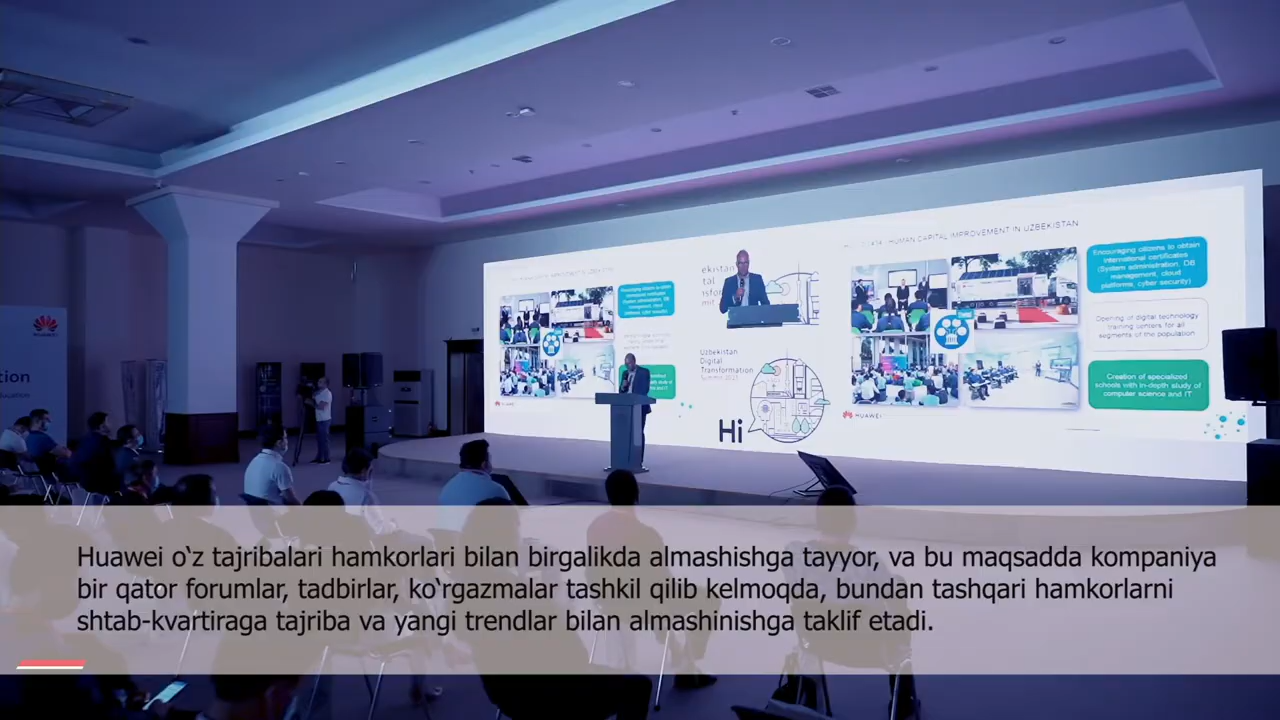 HUMAN CAPITAL IMPROVEMENT IN UZBEKISTAN
Encouraging citizens to obtain
international certificates
(System administration, DB
management, cloud
platforms, cyber security)
Opening of digital technology
training centers for all
segments of the population
Creation of specialized
schools with in-depth study of
computer science and IT
HUAWEI
Uzbekistan
Digital
Transformation
Summit 2021
Hi
HUAWEI
Huawei o‘z tajribalari hamkorlari bilan birgalikda almashishga tayyor, va bu maqsadda kompaniya
bir qator forumlar, tadbirlar, ko‘rgazmalar tashkil qilib kelmoqda, bundan tashqari hamkorlarni
shtab-kvartiraga tajriba va yangi trendlar bilan almashinishga taklif etadi.